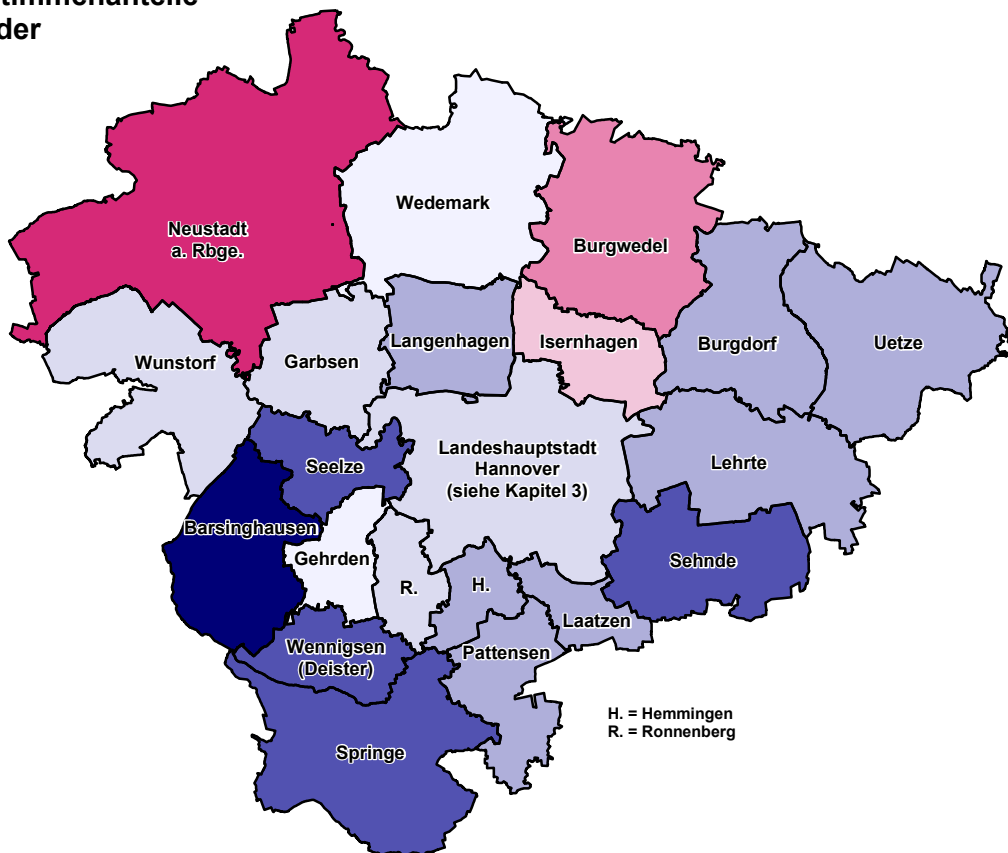 der
Wedemark
Neustadt
a. Rbge.
Burgwedel
Langenhagen
Isernhagen
Burgdorf
Uetze
Wunstorf
Garbsen
Landeshauptstadt
Hannover
(siehe Kapitel 3)
Seelze
Lehrte
Barsinghausen
Gehrden
Sehnde
R.
H.
Laatzen
Wennigsen
(Deister)
Pattensen
H. = Hemmingen
R. = Ronnenberg
Springe